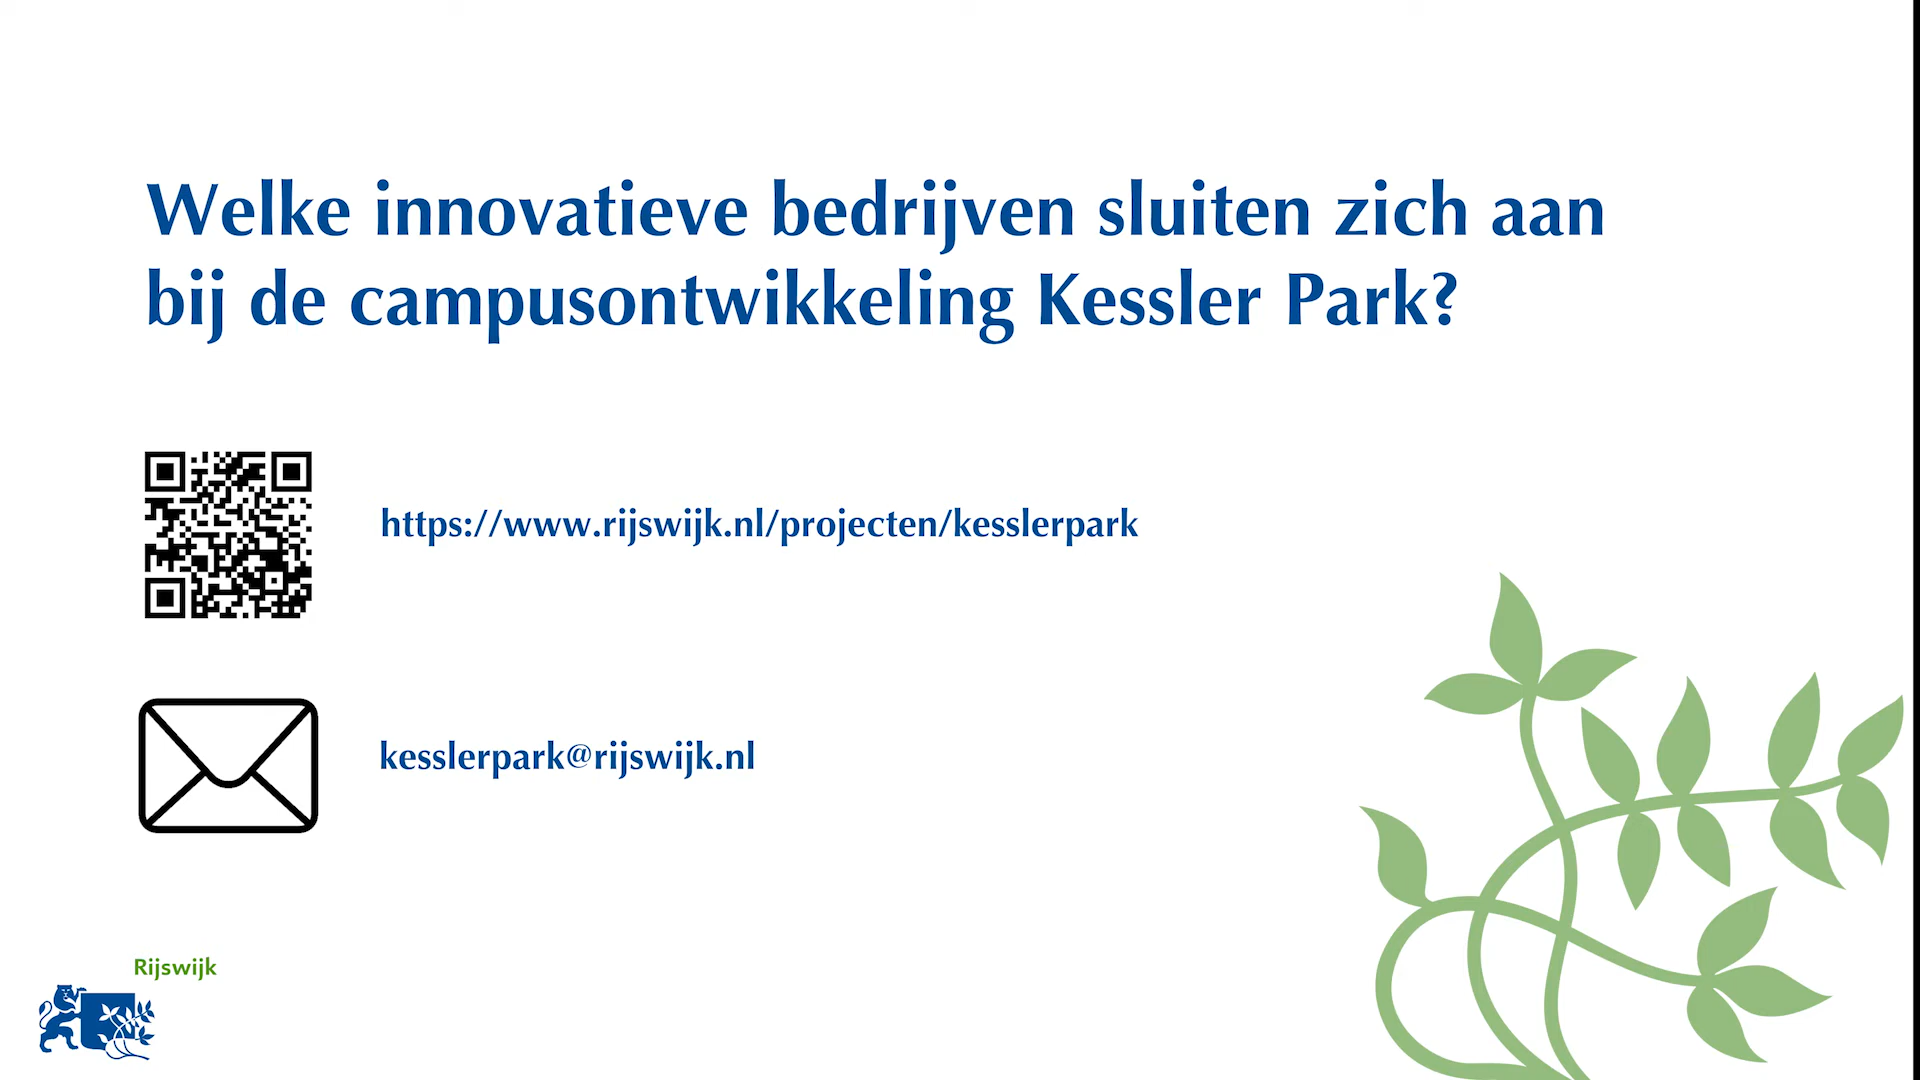 Welke innovatieve bedrijven sluiten zich aan
bij de campusontwikkeling Kessler Park?
https://www.rijswijk.nl/projecten/kesslerpark
kesslerpark@rijswijk.nl
Rijswijk